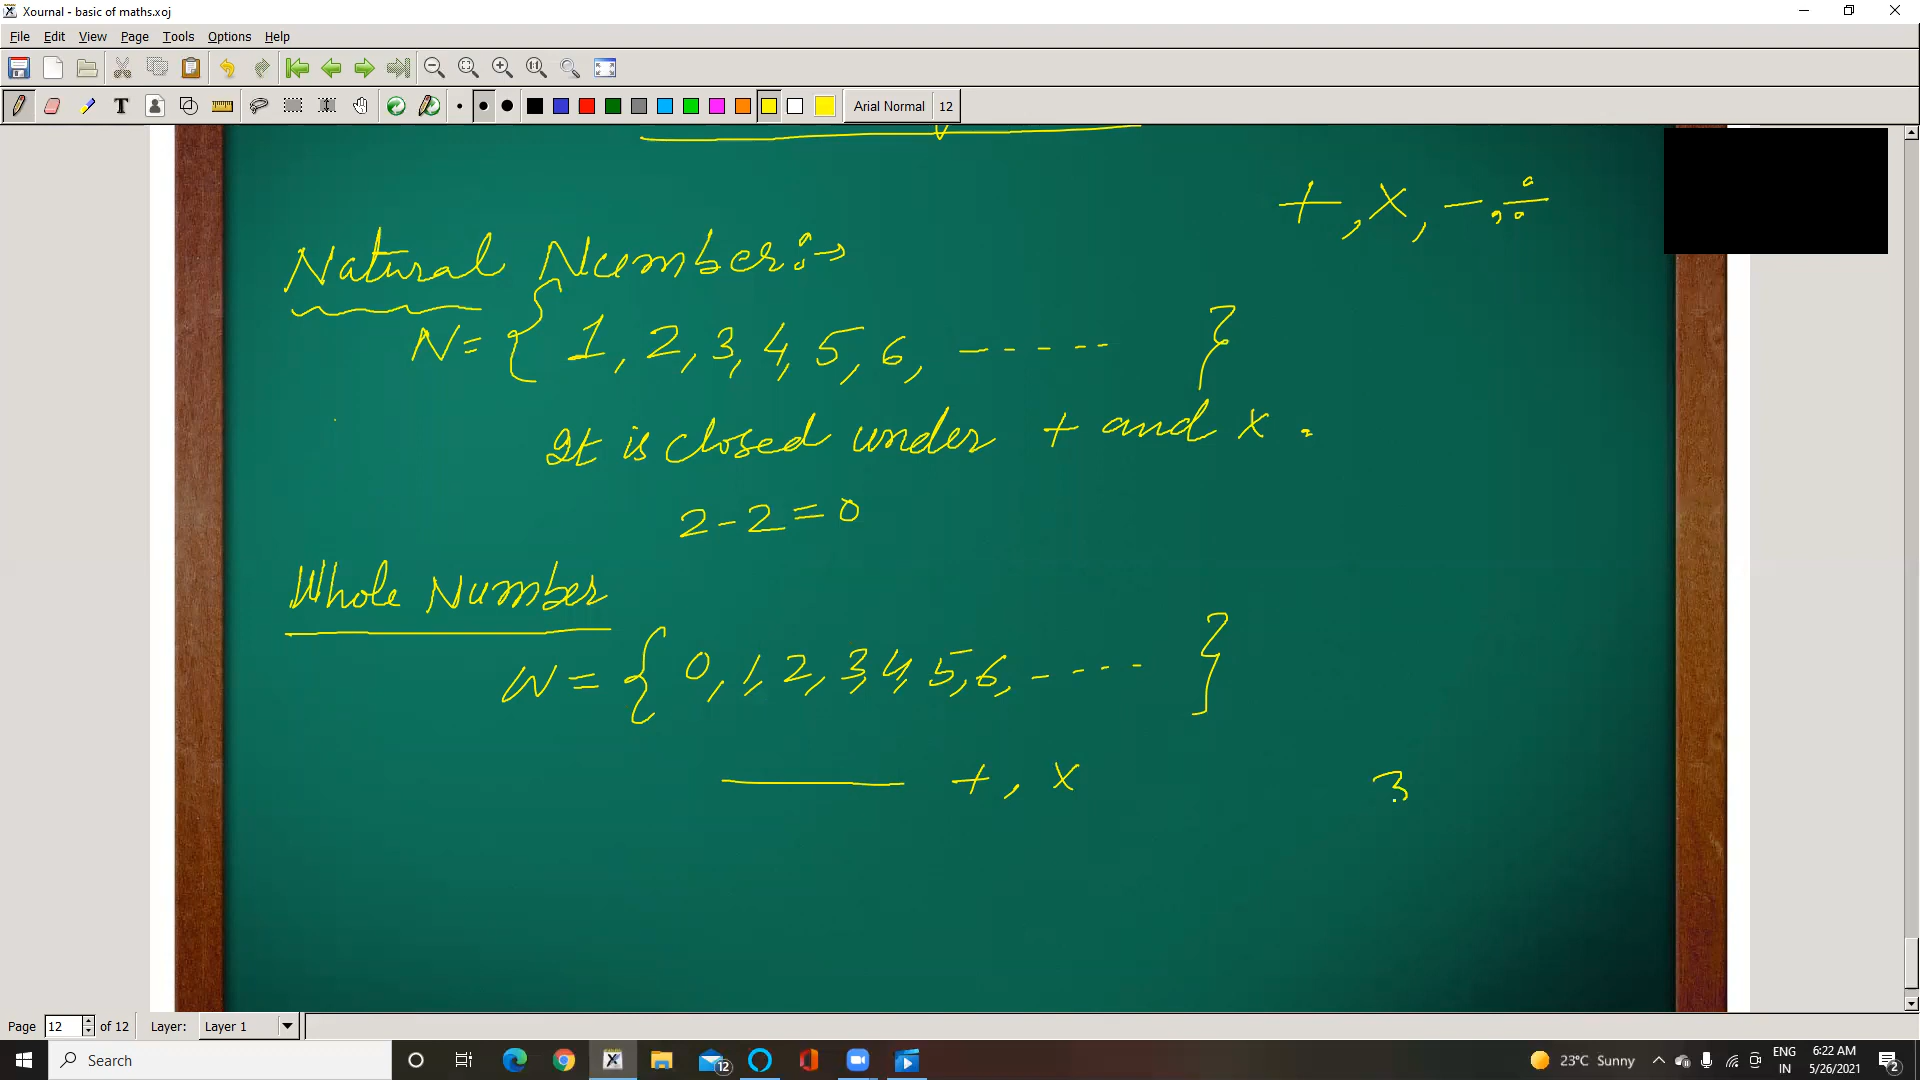 Xournal - basic of maths.xoj
File Edit View Page Tools Options Help
T Arial Normal 12
+, x, -, ÷
Natural Number:→
N = { 1, 2, 3, 4, 5, 6, ----- }
It is closed under + and x .
2 - 2 = 0
Whole Number
W = { 0, 1, 2, 3, 4, 5, 6, ---- }
—— +, x
3
Page 12 of 12 Layer: Layer 1
Search
12
23°C Sunny
ENG
IN
6:22 AM
5/26/2021
2